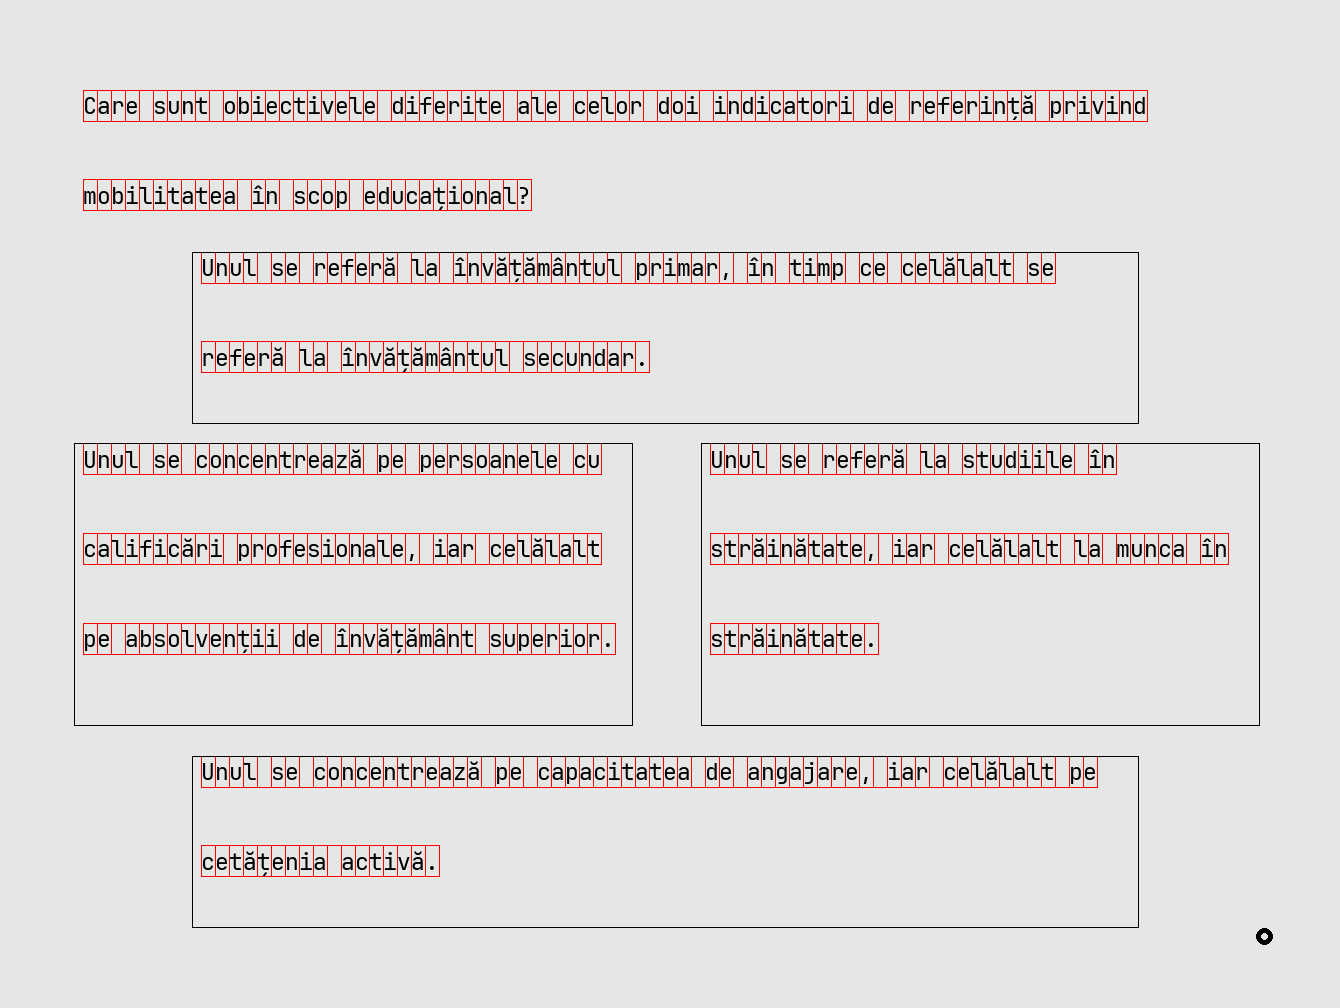 Care sunt obiectivele diferite ale celor doi indicatori de referință privind
mobilitatea în scop educațional?
Unul se referă la învățământul primar, în timp ce celălalt se
referă la învățământul secundar.
Unul se concentrează pe persoanele cu
calificări profesionale, iar celălalt
pe absolvenții de învățământ superior.
Unul se referă la studiile în
străinătate, iar celălalt la munca în
străinătate.
Unul se concentrează pe capacitatea de angajare, iar celălalt pe
cetățenia activă.